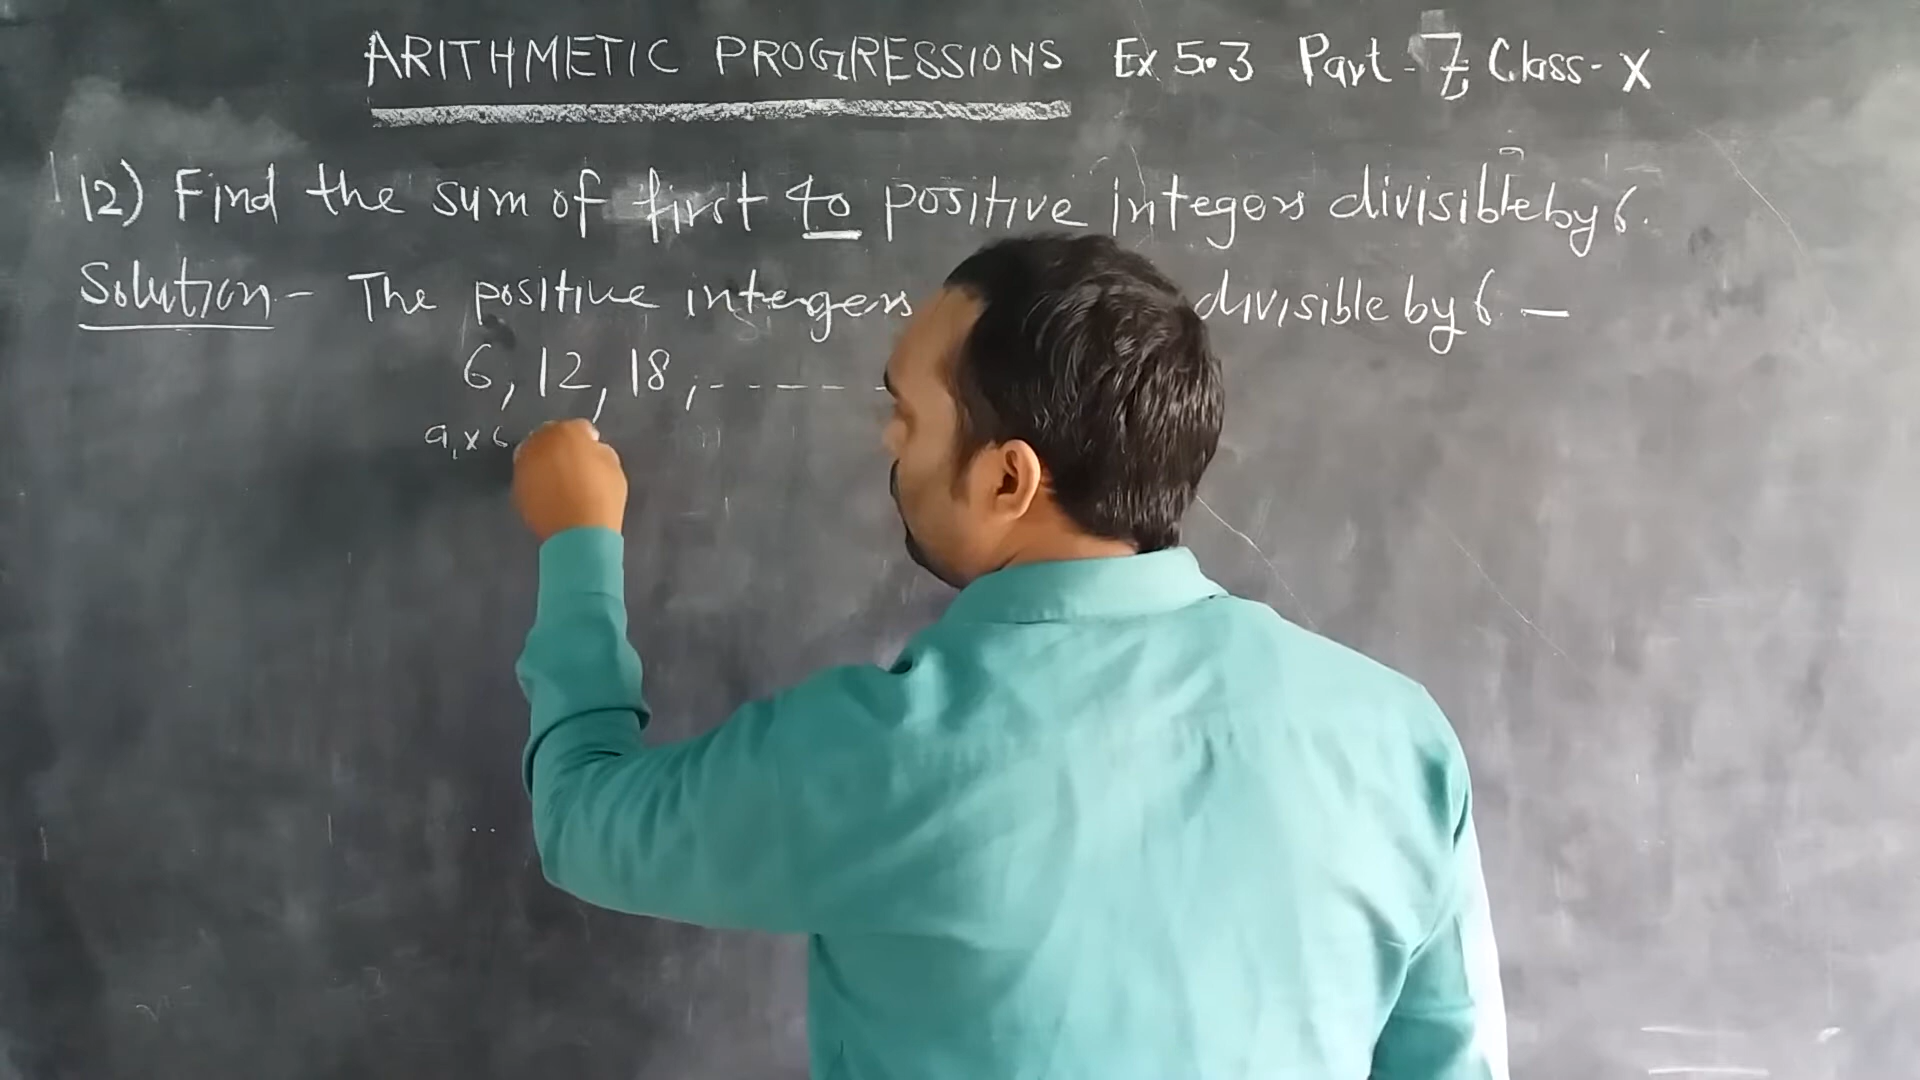 ARITHMETIC PROGRESSIONS Ex 5.3 Part - 7, Class - X
12) Find the sum of first 40 positive integers divisible by 6.
Solution - The positive intergers divisible by 6 -
6, 12, 18, - - - - -